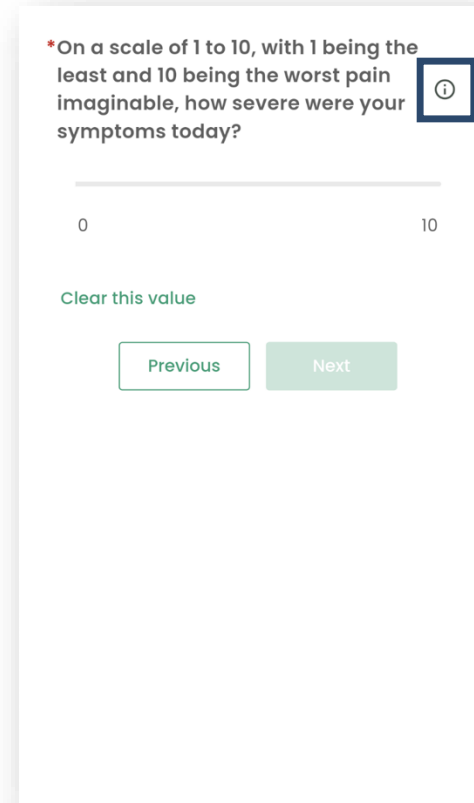 *On a scale of 1 to 10, with 1 being the
least and 10 being the worst pain
imaginable, how severe were your
symptoms today?
0 10
Clear this value
Previous Next